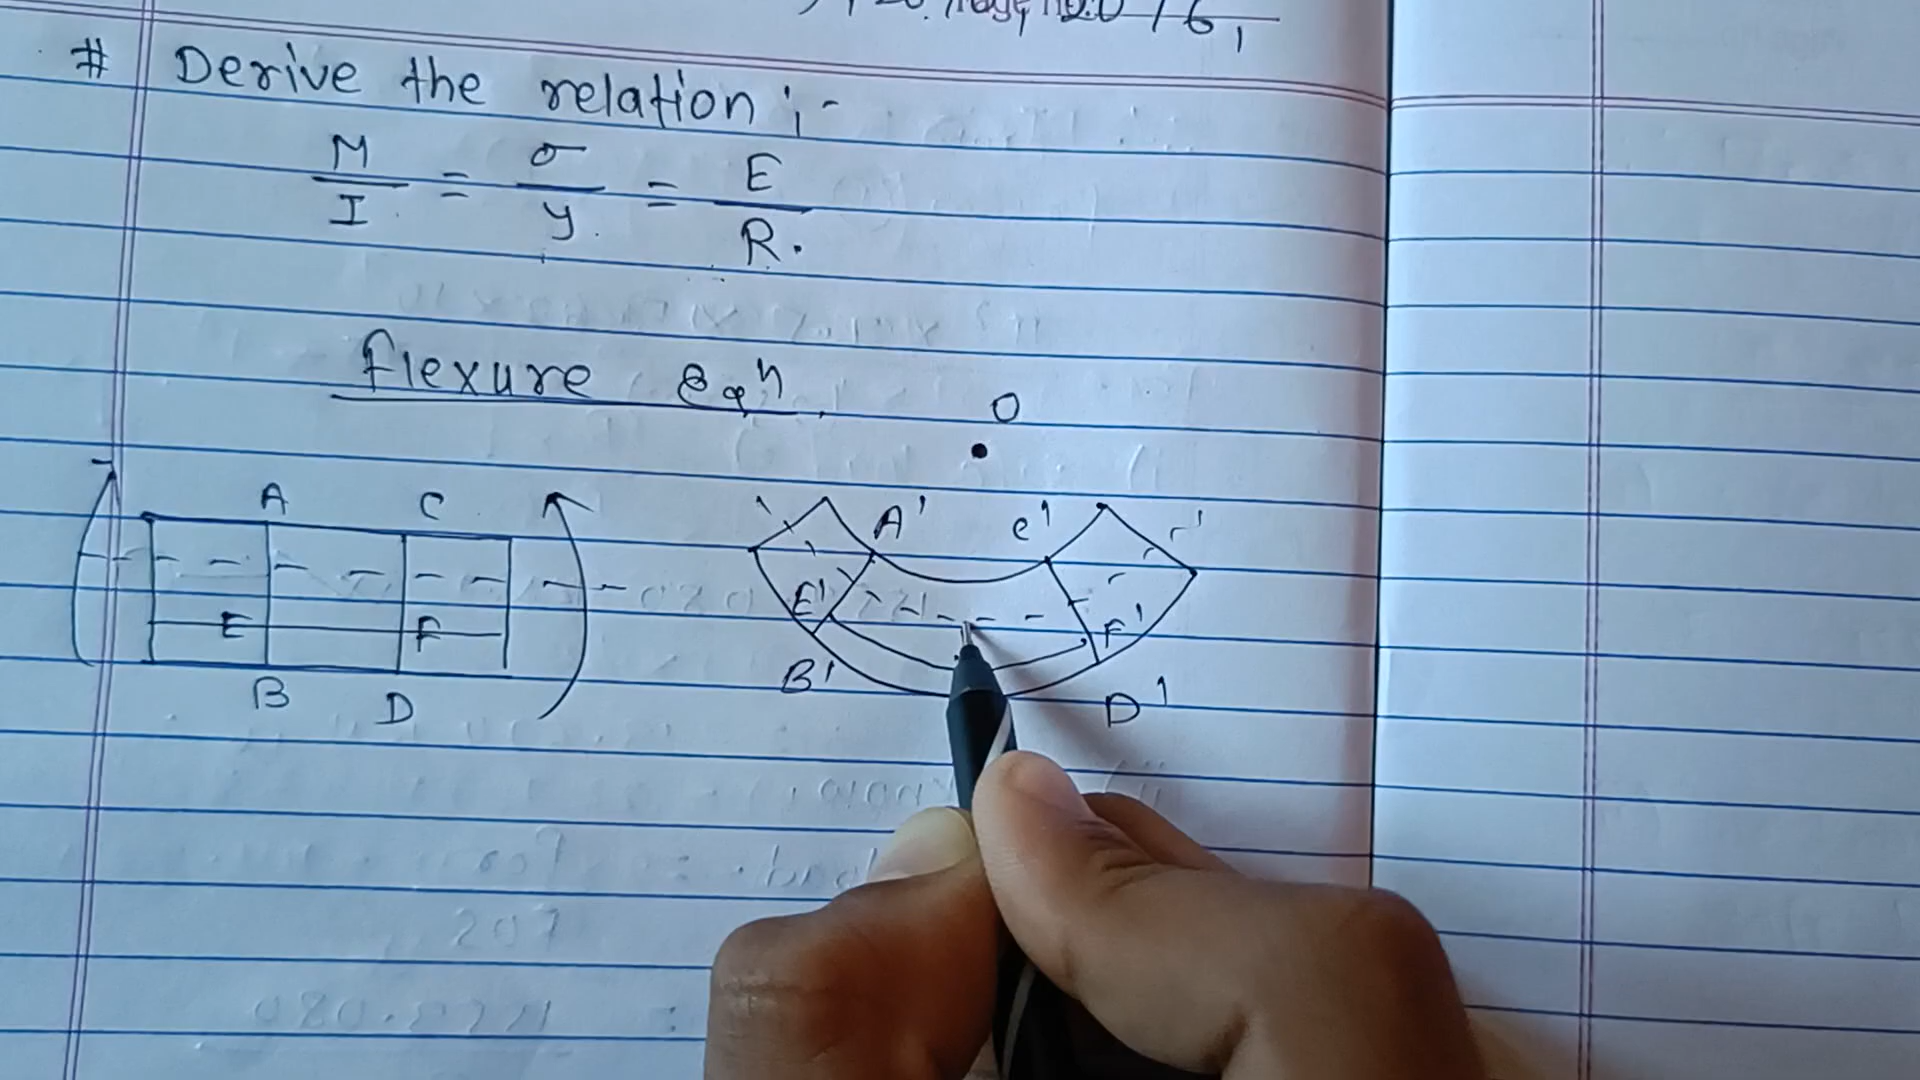 # Derive the relation ;-
M/I = σ/y = E/R.
flexure eqn
O
A C A' C'
E F E' F'
B D B' D'